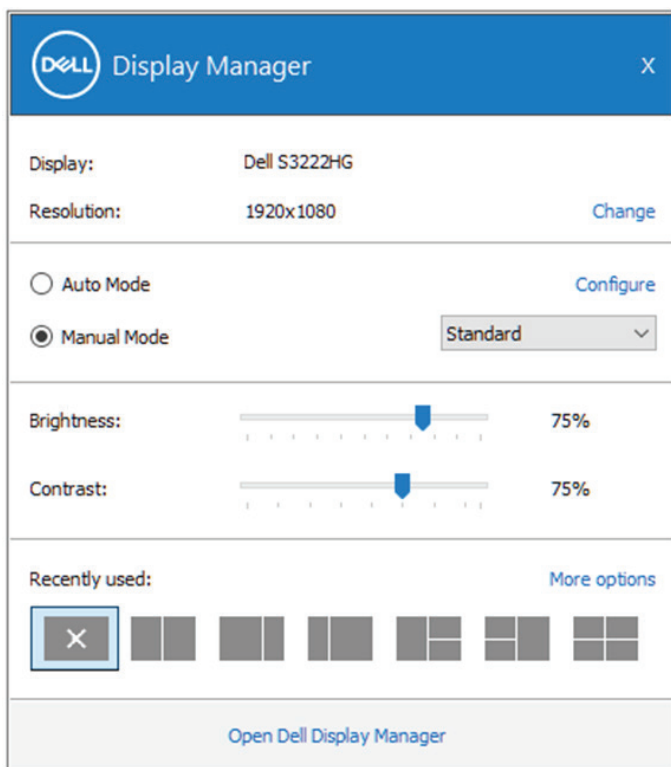 DELL Display Manager X
Display: Dell S3222HG
Resolution: 1920x1080 Change
Auto Mode Configure
Manual Mode Standard
Brightness: 75%
Contrast: 75%
Recently used: More options
Open Dell Display Manager